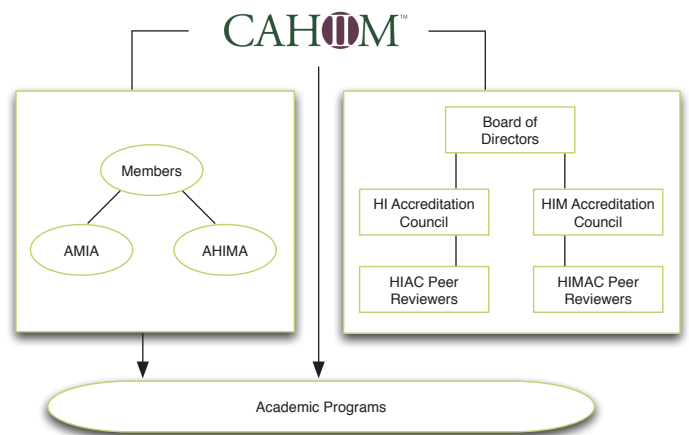 CAHIIM™
Board of
Directors
Members
HI Accreditation
Council
HIM Accreditation
Council
AMIA
AHIMA
HIAC Peer
Reviewers
HIMAC Peer
Reviewers
Academic Programs